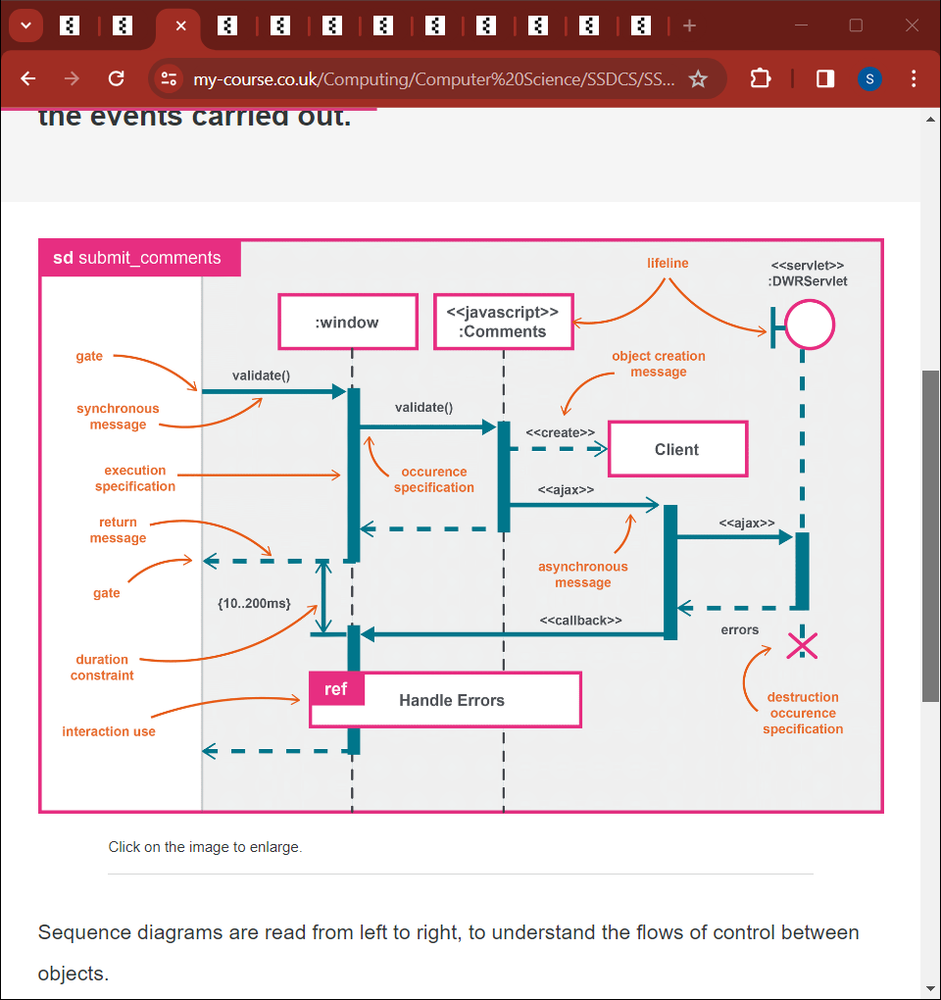 my-course.co.uk/Computing/Computer%20Science/SSDCS/SS...
S
the events carried out.
sd submit_comments
lifeline
<<servlet>>
:DWRServlet
:window
<<javascript>>
:Comments
gate
object creation
message
validate()
synchronous
message
validate()
<<create>>
Client
execution
specification
occurence
specification
<<ajax>>
return
message
<<ajax>>
asynchronous
message
gate
{10..200ms}
<<callback>>
errors
duration
constraint
ref
Handle Errors
destruction
occurence
specification
interaction use
Click on the image to enlarge.
Sequence diagrams are read from left to right, to understand the flows of control between
objects.